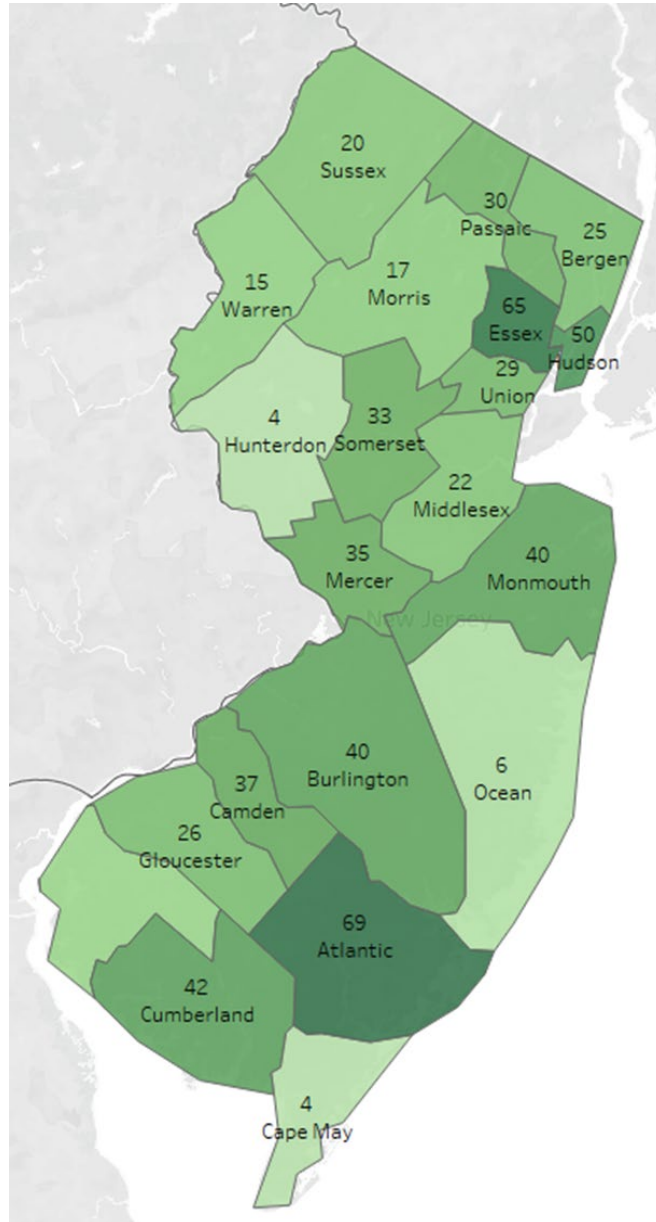 20
Sussex
30
Passaic
25
Bergen
15
Warren
17
Morris
65
Essex
50
Hudson
29
Union
4
Hunterdon
33
Somerset
22
Middlesex
35
Mercer
40
Monmouth
New Jersey
40
Burlington
6
Ocean
37
Camden
26
Gloucester
69
Atlantic
42
Cumberland
4
Cape May